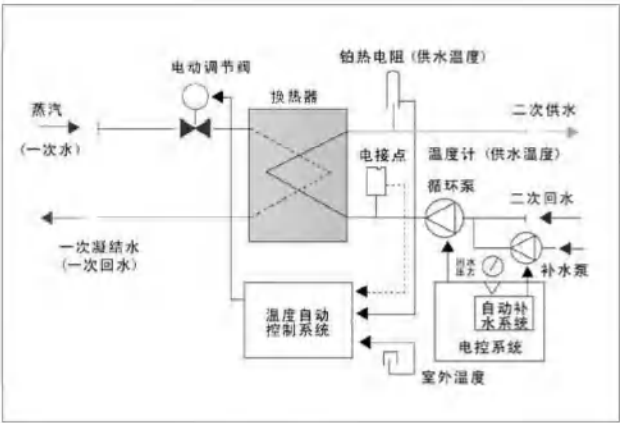 铂热电阻 (供水温度)
电动调节阀
蒸汽
(一次水)
换热器
二次供水
电接点
温度计 (供水温度)
循环泵
二次回水
一次凝结水
(一次回水)
回水
压力
补水泵
温度自动
控制系统
自动补
水系统
电控系统
室外温度